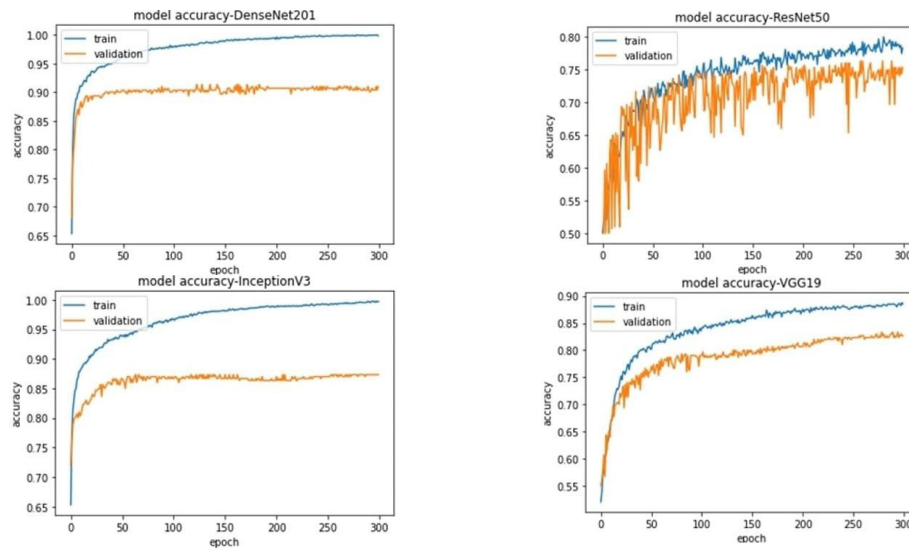 model accuracy-DenseNet201
1.00
0.95
0.90
0.85
0.80
0.75
0.70
0.65
accuracy
train
validation
0 50 100 150 200 250 300
epoch
model accuracy-ResNet50
0.80
0.75
0.70
0.65
0.60
0.55
0.50
accuracy
train
validation
0 50 100 150 200 250 300
epoch
model accuracy-InceptionV3
1.00
0.95
0.90
0.85
0.80
0.75
0.70
0.65
accuracy
train
validation
0 50 100 150 200 250 300
epoch
model accuracy-VGG19
0.90
0.85
0.80
0.75
0.70
0.65
0.60
0.55
0.50
accuracy
train
validation
0 50 100 150 200 250 300
epoch